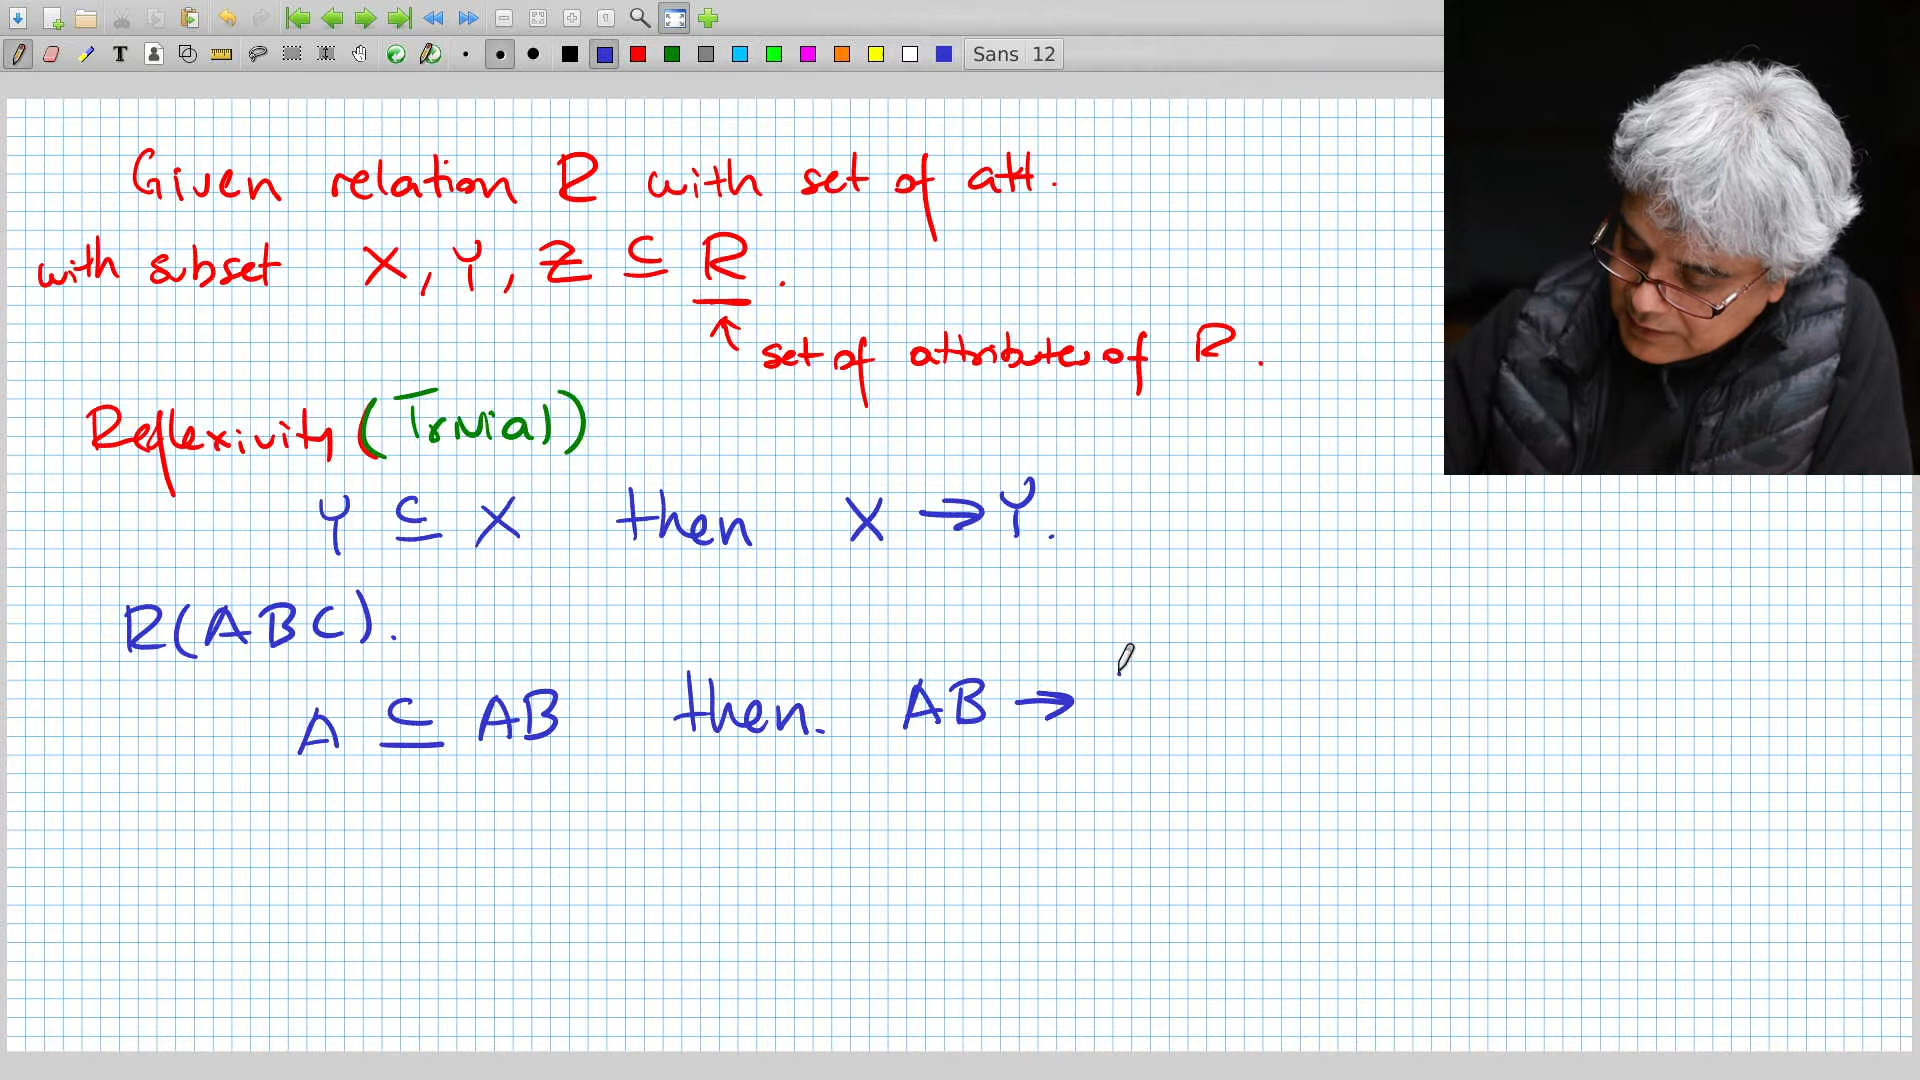 Sans 12
Given relation R with set of att.
with subset X, Y, Z ⊆ R.
↑ set of attributes of R.
Reflexivity (Trivial)
Y ⊆ X then X → Y.
R(ABC).
A ⊆ AB then. AB →